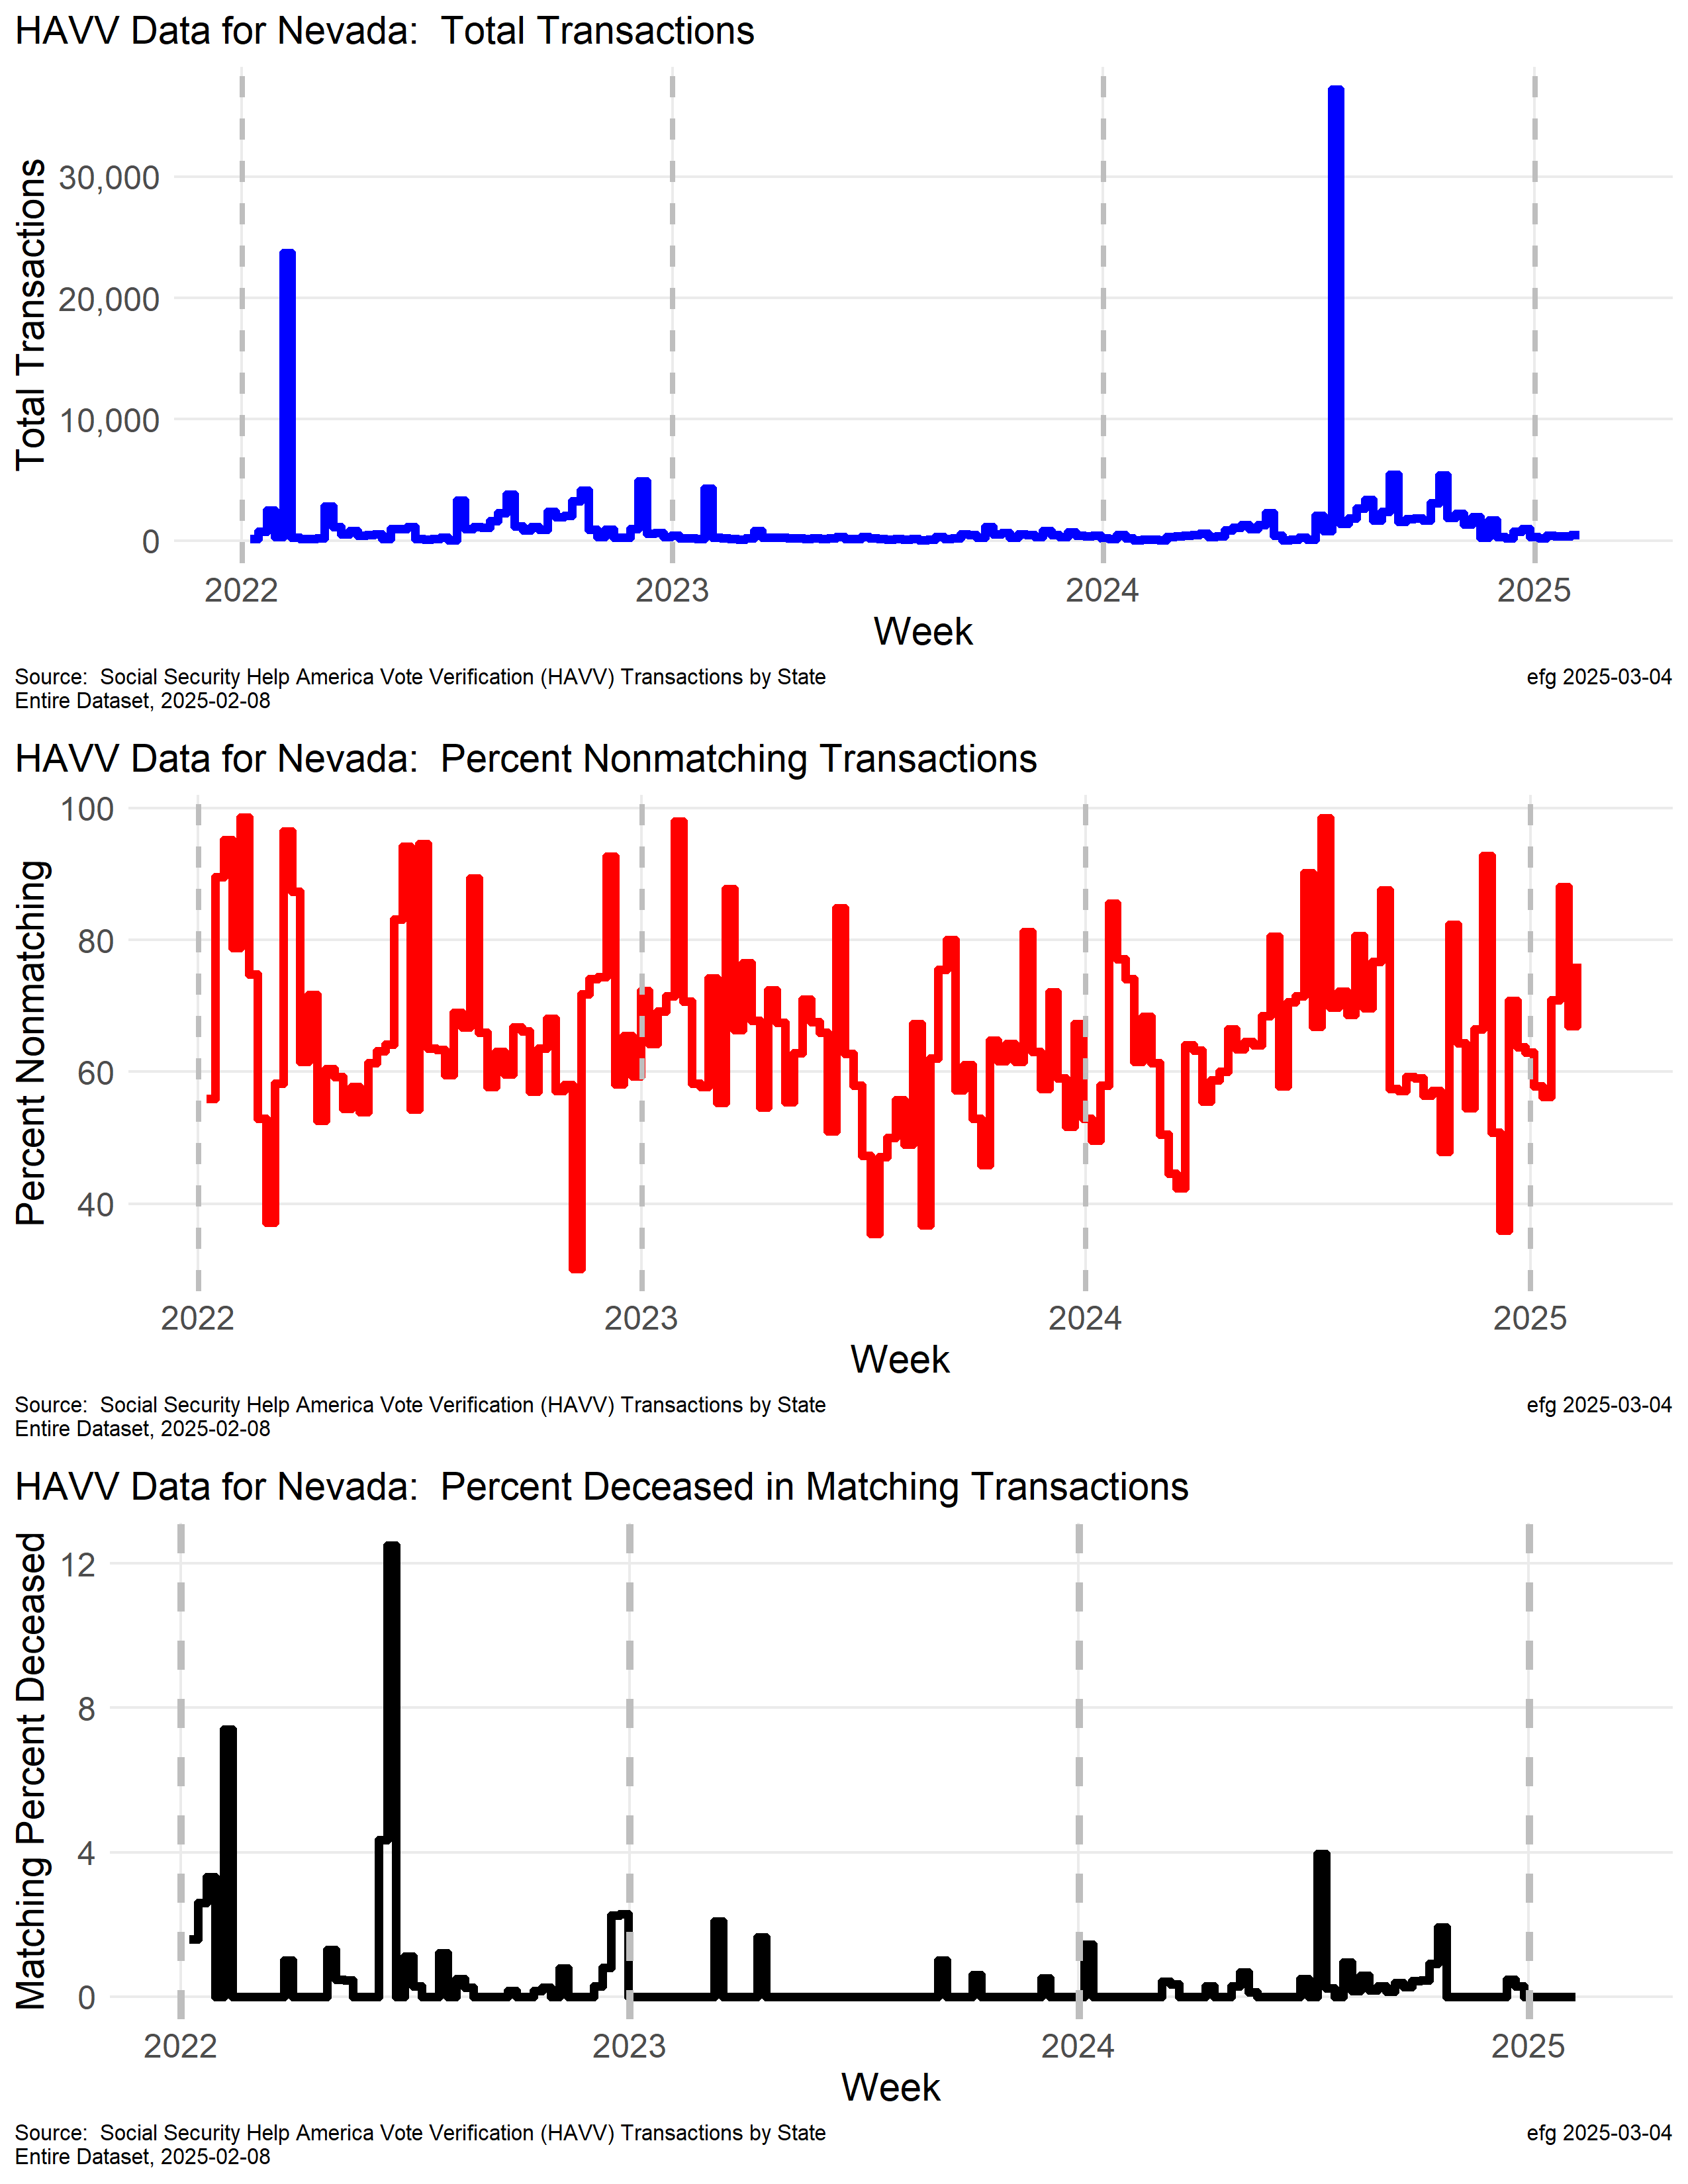 HAVV Data for Nevada:  Total Transactions
Total Transactions
30,000
20,000
10,000
0
2022 2023 2024 2025
Week
Source:  Social Security Help America Vote Verification (HAVV) Transactions by State efg 2025-03-04
Entire Dataset, 2025-02-08
HAVV Data for Nevada:  Percent Nonmatching Transactions
Percent Nonmatching
100
80
60
40
2022 2023 2024 2025
Week
Source:  Social Security Help America Vote Verification (HAVV) Transactions by State efg 2025-03-04
Entire Dataset, 2025-02-08
HAVV Data for Nevada:  Percent Deceased in Matching Transactions
Matching Percent Deceased
12
8
4
0
2022 2023 2024 2025
Week
Source:  Social Security Help America Vote Verification (HAVV) Transactions by State efg 2025-03-04
Entire Dataset, 2025-02-08